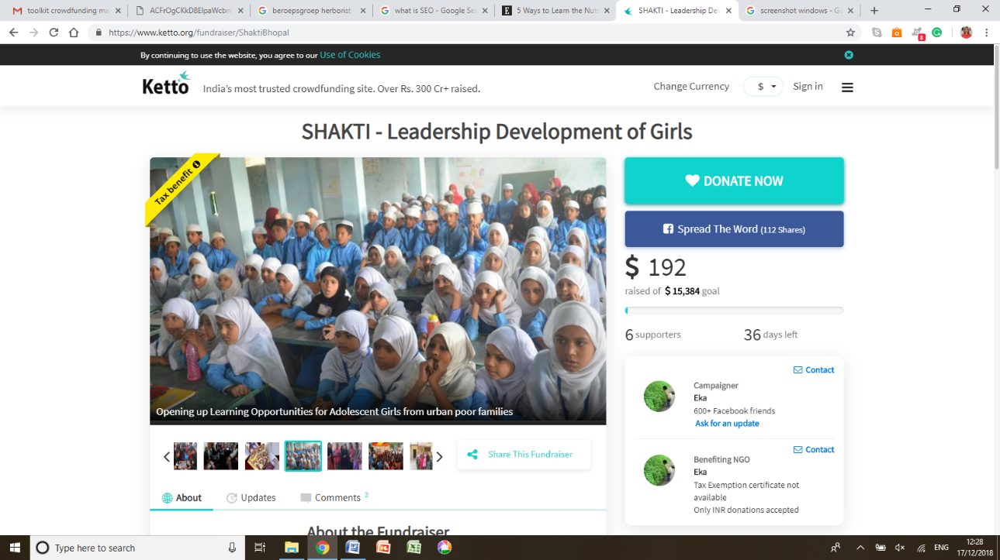 toolkit crowdfunding ma
ACFrOgCKkD8ElpaWcbn
beroepsgroep herborist
what is SEO - Google Se
5 Ways to Learn the Nut
SHAKTI - Leadership De
screenshot windows - G
https://www.ketto.org/fundraiser/ShaktiBhopal
8
By continuing to use the website, you agree to our Use of Cookies
Ketto
India's most trusted crowdfunding site. Over Rs. 300 Cr+ raised.
Change Currency
$
Sign in
SHAKTI - Leadership Development of Girls
Tax benefit
Opening up Learning Opportunities for Adolescent Girls from urban poor families
DONATE NOW
Spread The Word (112 Shares)
$ 192
raised of $ 15,384 goal
6 supporters
36 days left
Contact
Campaigner
Eka
600+ Facebook friends
Ask for an update
Contact
Benefiting NGO
Eka
Tax Exemption certificate not
available
Only INR donations accepted
Share This Fundraiser
About
Updates
Comments 3
About the Fundraiser
Type here to search
ENG
12:28
17/12/2018